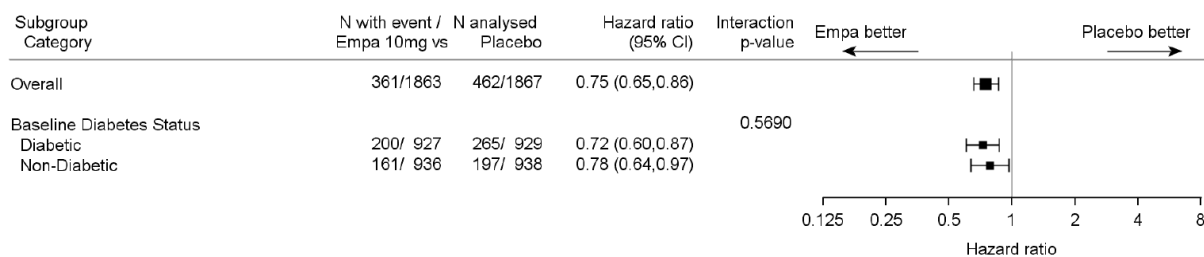 Subgroup N with event / N analysed Hazard ratio Interaction
Category Empa 10mg vs Placebo (95% CI) p-value
Empa better Placebo better
Overall 361/1863 462/1867 0.75 (0.65,0.86)
Baseline Diabetes Status 0.5690
Diabetic 200/ 927 265/ 929 0.72 (0.60,0.87)
Non-Diabetic 161/ 936 197/ 938 0.78 (0.64,0.97)
0.125 0.25 0.5 1 2 4 8
Hazard ratio